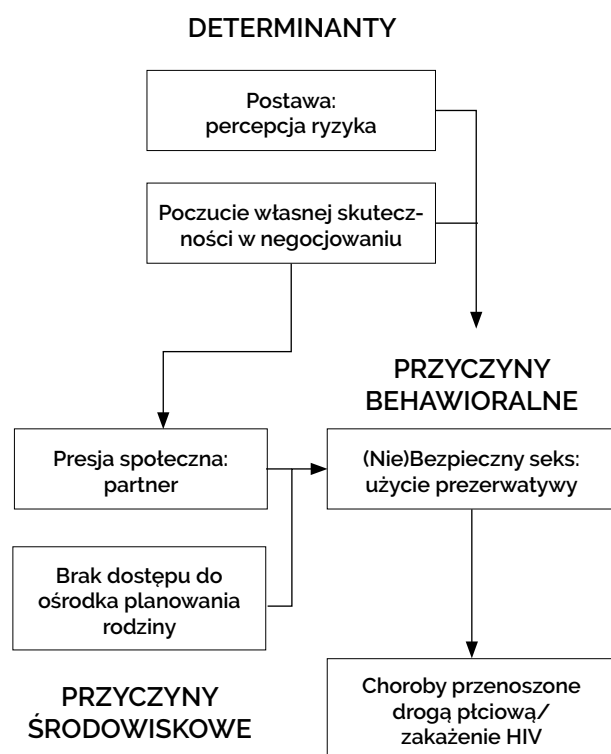 DETERMINANTY
Postawa:
percepcja ryzyka
Poczucie własnej skutecz-
ności w negocjowaniu
PRZYCZYNY
BEHAWIORALNE
Presja społeczna:
partner
(Nie)Bezpieczny seks:
użycie prezerwatywy
Brak dostępu do
ośrodka planowania
rodziny
PRZYCZYNY
ŚRODOWISKOWE
Choroby przenoszone
drogą płciową/
zakażenie HIV